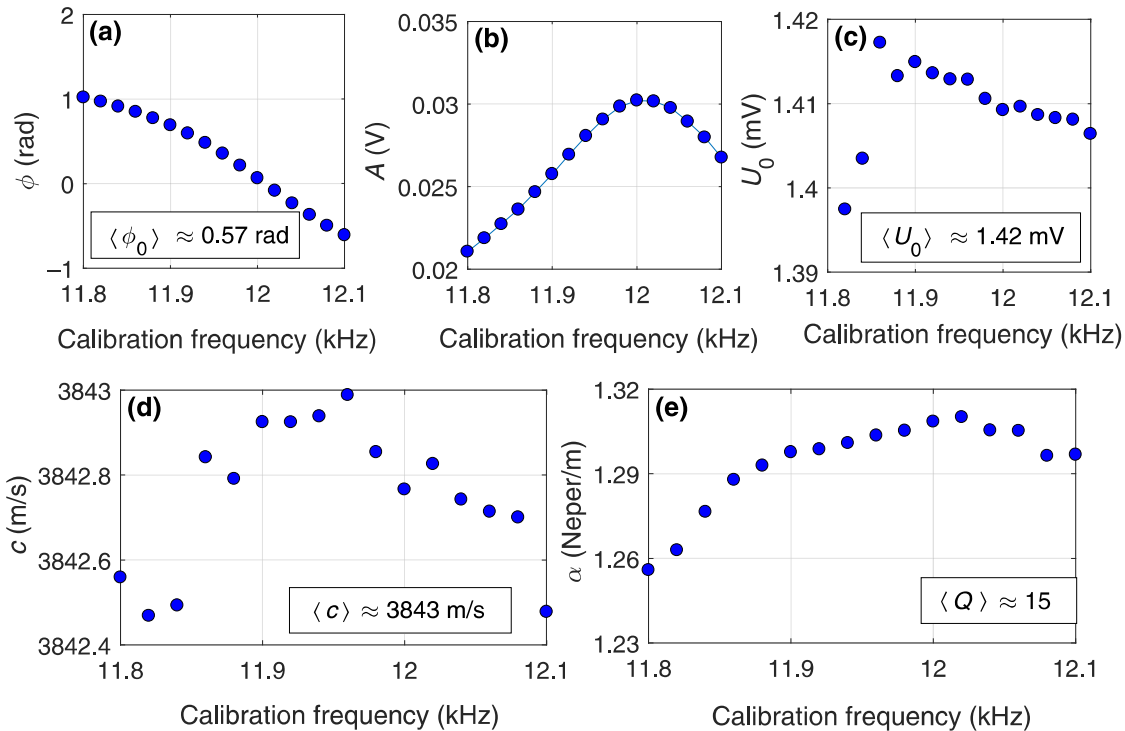 (a)
2
1
0
−1
ϕ (rad)
⟨ϕ0⟩ ≈ 0.57 rad
11.8 11.9 12 12.1
Calibration frequency (kHz)
(b)
0.035
0.03
0.025
0.02
A (V)
11.8 11.9 12 12.1
Calibration frequency (kHz)
(c)
1.42
1.41
1.4
1.39
U0 (mV)
⟨U0⟩ ≈ 1.42 mV
11.8 11.9 12 12.1
Calibration frequency (kHz)
(d)
3843
3842.8
3842.6
3842.4
c (m/s)
⟨c⟩ ≈ 3843 m/s
11.8 11.9 12 12.1
Calibration frequency (kHz)
(e)
1.32
1.29
1.26
1.23
α (Neper/m)
⟨Q⟩ ≈ 15
11.8 11.9 12 12.1
Calibration frequency (kHz)